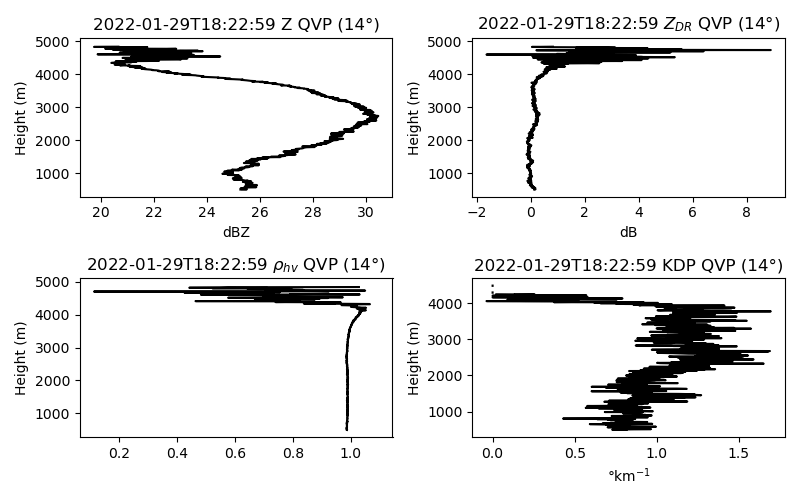 2022-01-29T18:22:59 Z QVP (14°)
5000
4000
3000
2000
1000
Height (m)
20 22 24 26 28 30
dBZ
2022-01-29T18:22:59 Z_DR QVP (14°)
5000
4000
3000
2000
1000
Height (m)
−2 0 2 4 6 8
dB
2022-01-29T18:22:59 ρ_hv QVP (14°)
5000
4000
3000
2000
1000
Height (m)
0.2 0.4 0.6 0.8 1.0
2022-01-29T18:22:59 KDP QVP (14°)
4000
3000
2000
1000
Height (m)
0.0 0.5 1.0 1.5
°km⁻¹